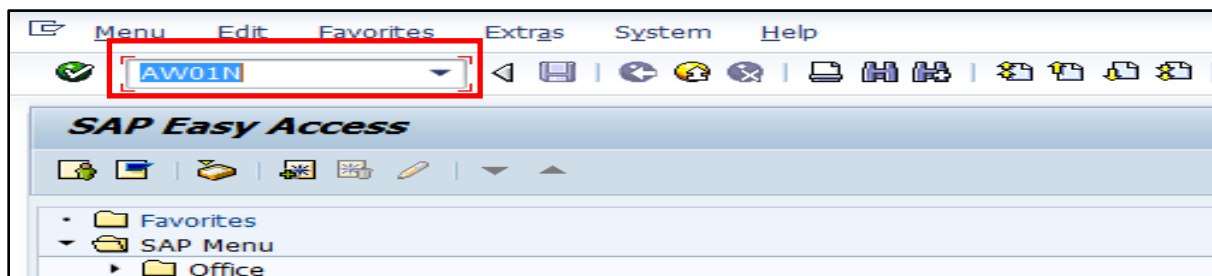 Menu Edit Favorites Extras System Help
AW01N
SAP Easy Access
Favorites
SAP Menu
Office